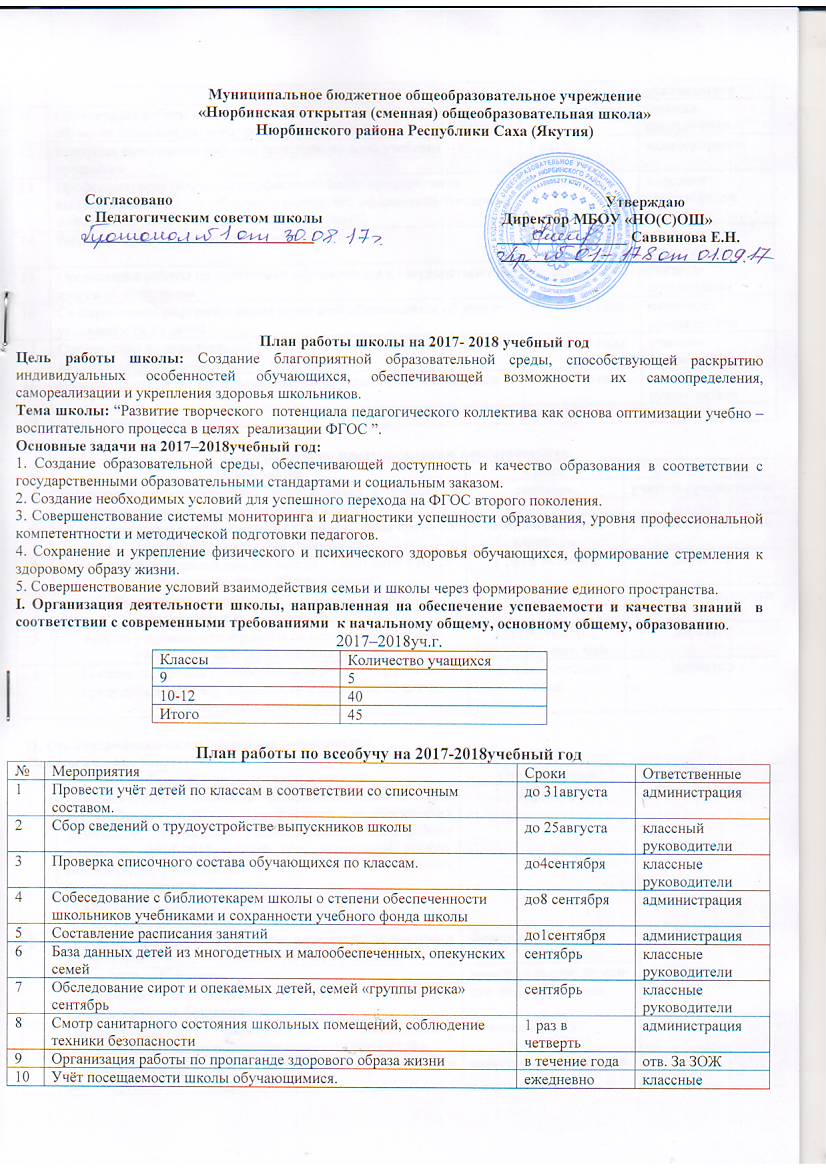 Муниципальное бюджетное общеобразовательное учреждение
«Нюрбинская открытая (сменная) общеобразовательная школа»
Нюрбинского района Республики Саха (Якутия)
Согласовано
Утверждаю
с Педагогическим советом школы
Директор МБОУ «НО(С)ОШ»
Протокол № 1 от 30.08.17г.
Саввинова Е.Н.
Пр. № 01-178 от 01.09.17
План работы школы на 2017- 2018 учебный год
Цель работы школы: Создание благоприятной образовательной среды, способствующей раскрытию
индивидуальных особенностей обучающихся, обеспечивающей возможности их самоопределения,
самореализации и укрепления здоровья школьников.
Тема школы: “Развитие творческого потенциала педагогического коллектива как основа оптимизации учебно –
воспитательного процесса в целях реализации ФГОС ”.
Основные задачи на 2017–2018учебный год:
1. Создание образовательной среды, обеспечивающей доступность и качество образования в соответствии с
государственными образовательными стандартами и социальным заказом.
2. Создание необходимых условий для успешного перехода на ФГОС второго поколения.
3. Совершенствование системы мониторинга и диагностики успешности образования, уровня профессиональной
компетентности и методической подготовки педагогов.
4. Сохранение и укрепление физического и психического здоровья обучающихся, формирование стремления к
здоровому образу жизни.
5. Совершенствование условий взаимодействия семьи и школы через формирование единого пространства.
I. Организация деятельности школы, направленная на обеспечение успеваемости и качества знаний в
соответствии с современными требованиями к начальному общему, основному общему, образованию.
2017–2018уч.г.
Классы Количество учащихся
9 5
10-12 40
Итого 45
План работы по всеобучу на 2017-2018учебный год
№ Мероприятия Сроки Ответственные
1 Провести учёт детей по классам в соответствии со списочным до 31августа администрация
составом.
2 Сбор сведений о трудоустройстве выпускников школы до 25августа классный
руководители
3 Проверка списочного состава обучающихся по классам. до4сентября классные
руководители
4 Собеседование с библиотекарем школы о степени обеспеченности до8 сентября администрация
школьников учебниками и сохранности учебного фонда школы
5 Составление расписания занятий до1сентября администрация
6 База данных детей из многодетных и малообеспеченных, опекунских сентябрь классные
семей руководители
7 Обследование сирот и опекаемых детей, семей «группы риска» сентябрь классные
сентябрь руководители
8 Смотр санитарного состояния школьных помещений, соблюдение 1 раз в администрация
техники безопасности четверть
9 Организация работы по пропаганде здорового образа жизни в течение года отв. За ЗОЖ
10 Учёт посещаемости школы обучающимися. ежедневно классные